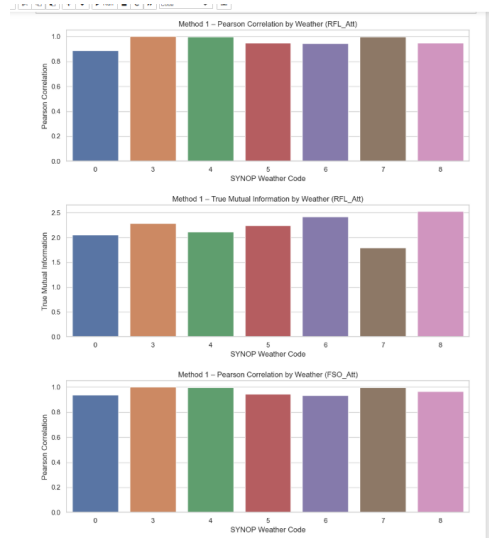 Method 1 – Pearson Correlation by Weather (RFL_Att)
1.0
0.8
0.6
0.4
0.2
0.0
Pearson Correlation
0 3 4 5 6 7 8
SYNOP Weather Code
Method 1 – True Mutual Information by Weather (RFL_Att)
2.5
2.0
1.5
1.0
0.5
0.0
True Mutual Information
0 3 4 5 6 7 8
SYNOP Weather Code
Method 1 – Pearson Correlation by Weather (FSO_Att)
1.0
0.8
0.6
0.4
0.2
0.0
Pearson Correlation
0 3 4 5 6 7 8
SYNOP Weather Code